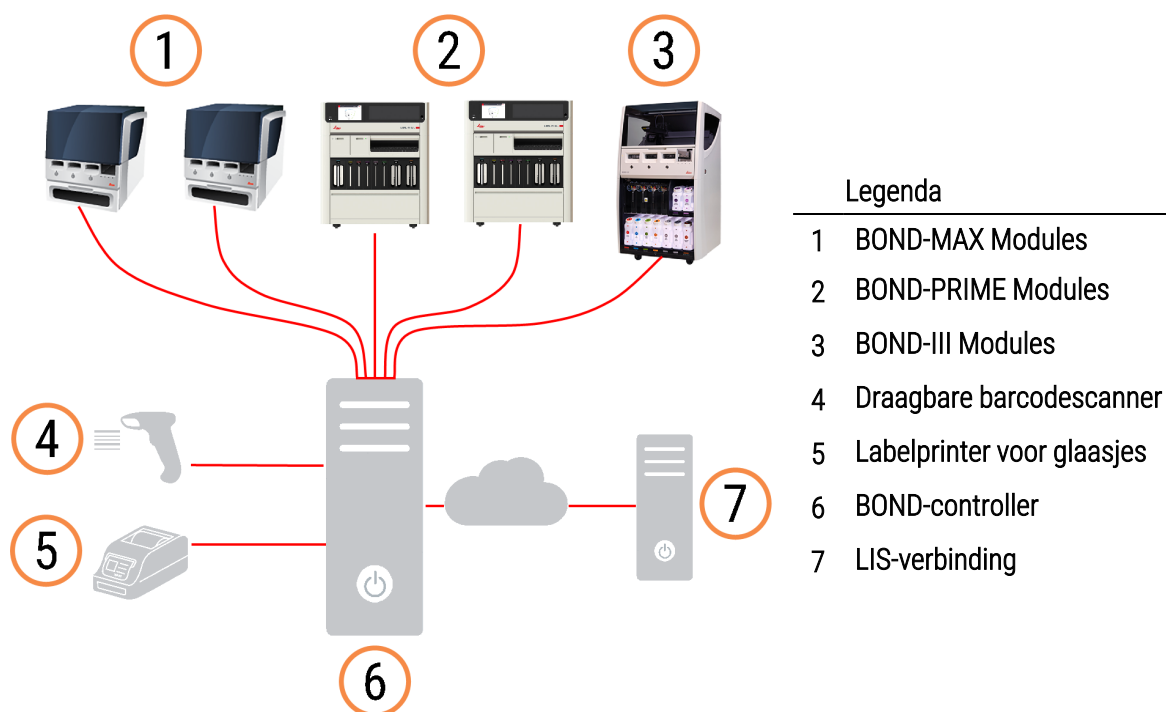 1
2
3
Legenda
1 BOND-MAX Modules
2 BOND-PRIME Modules
3 BOND-III Modules
4 Draagbare barcodescanner
5 Labelprinter voor glaasjes
6 BOND-controller
7 LIS-verbinding
4
5
7
6